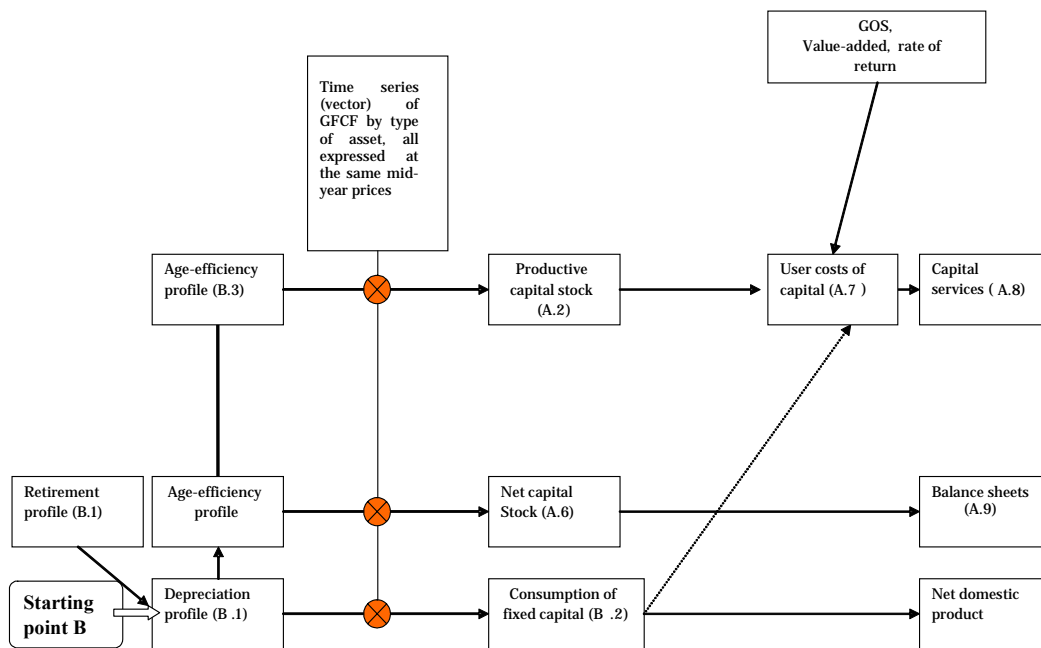 GOS,
Value-added, rate of
return
Time series
(vector) of
GFCF by type
of asset, all
expressed at
the same mid-
year prices
Age-efficiency
profile (B.3)
Productive
capital stock
(A.2)
User costs of
capital (A.7 )
Capital
services ( A.8)
Retirement
profile (B.1)
Age-efficiency
profile
Net capital
Stock (A.6)
Balance sheets
(A.9)
Starting
point B
Depreciation
profile (B .1)
Consumption of
fixed capital (B .2)
Net domestic
product